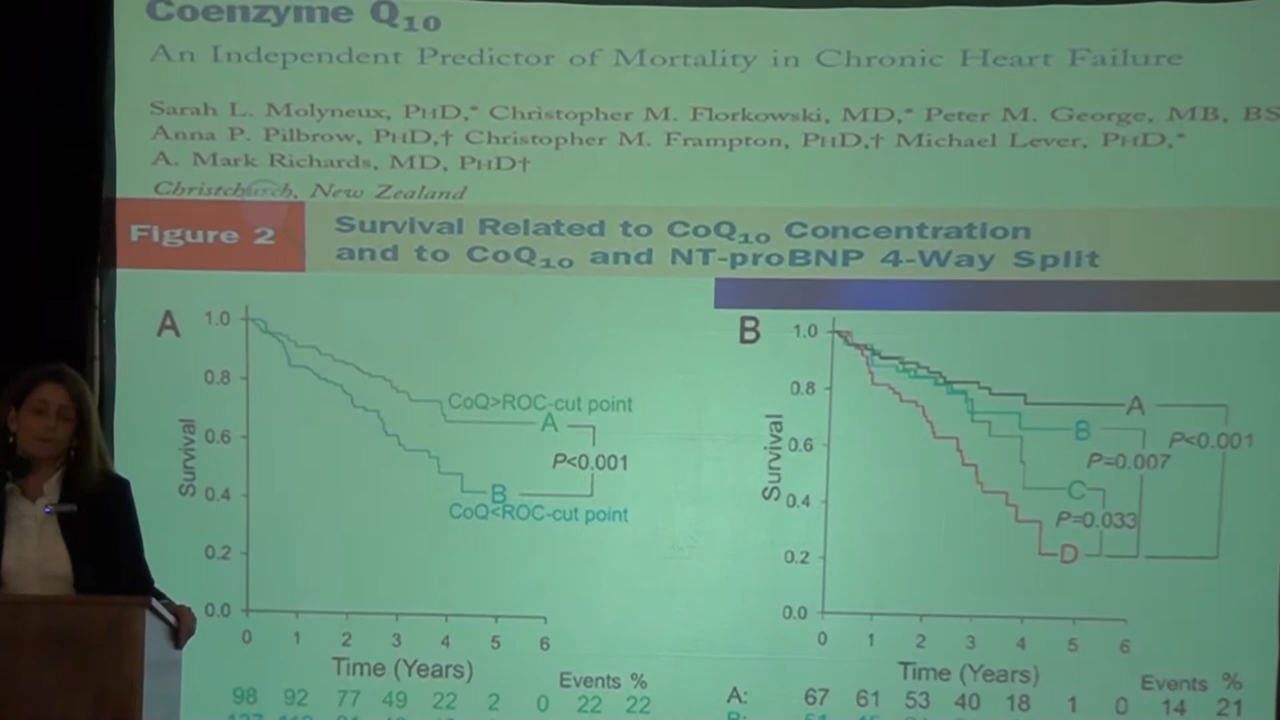 Coenzyme Q10
An Independent Predictor of Mortality in Chronic Heart Failure
Sarah L. Molyneux, PHD,* Christopher M. Florkowski, MD,* Peter M. George, MB, BS
Anna P. Pilbrow, PHD,† Christopher M. Frampton, PHD,† Michael Lever, PHD,*
A. Mark Richards, MD, PHD†
Christchurch, New Zealand
Figure 2
Survival Related to CoQ10 Concentration
and to CoQ10 and NT-proBNP 4-Way Split
A
1.0
0.8
0.6
0.4
0.2
0.0
Survival
CoQ>ROC-cut point
A
P<0.001
B
CoQ<ROC-cut point
0 1 2 3 4 5 6
Time (Years)
Events %
98 92 77 49 22 2 0 22 22
B
1.0
0.8
0.6
0.4
0.2
0.0
Survival
A
B
P<0.001
P=0.007
C
P=0.033
D
0 1 2 3 4 5 6
Time (Years)
Events %
A: 67 61 53 40 18 1 0 14 21